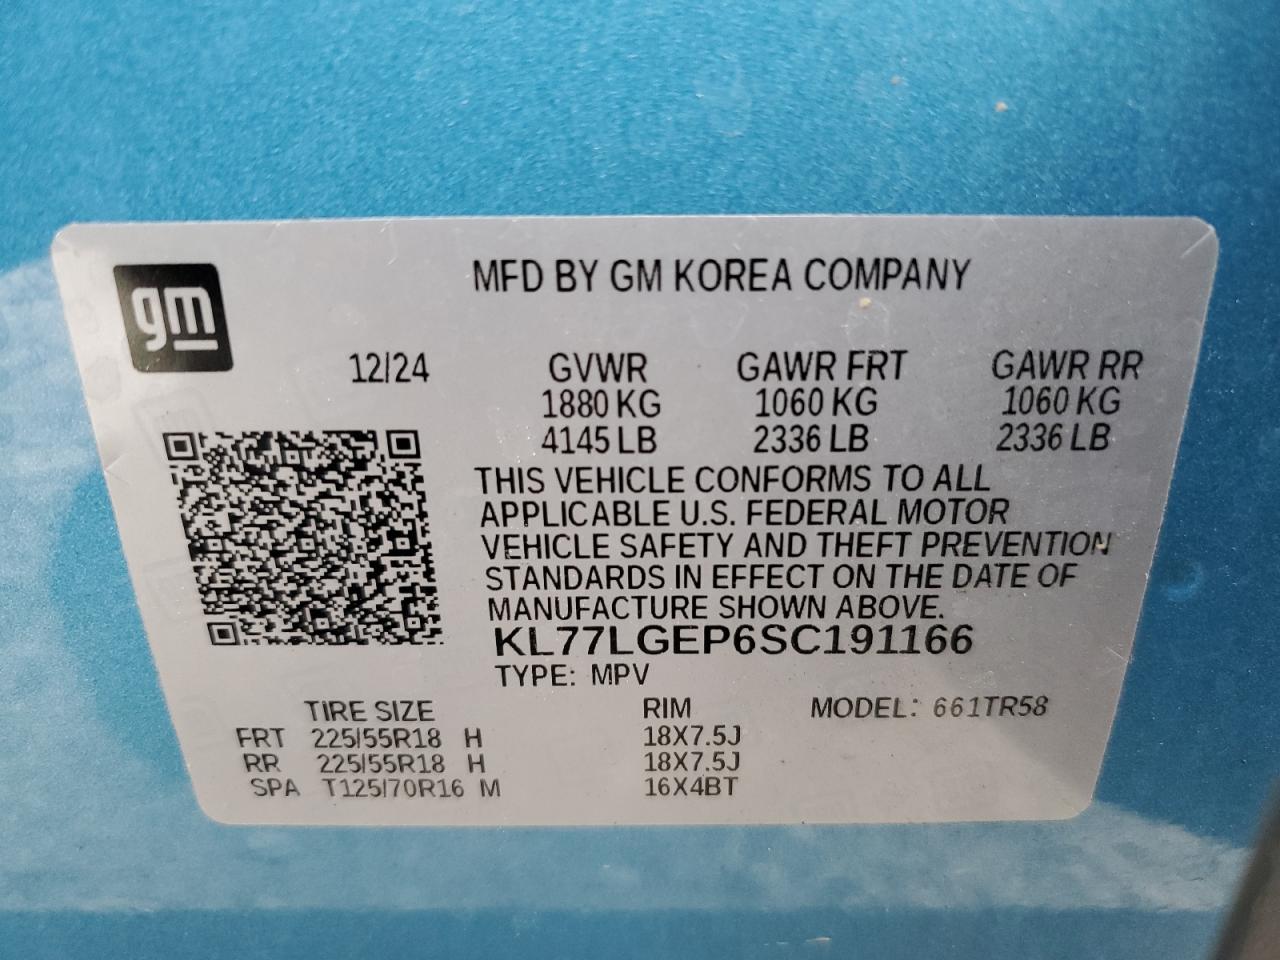 gm
MFD BY GM KOREA COMPANY
12/24 GVWR GAWR FRT GAWR RR
1880 KG 1060 KG 1060 KG
4145 LB 2336 LB 2336 LB
THIS VEHICLE CONFORMS TO ALL
APPLICABLE U.S. FEDERAL MOTOR
VEHICLE SAFETY AND THEFT PREVENTION
STANDARDS IN EFFECT ON THE DATE OF
MANUFACTURE SHOWN ABOVE.
KL77LGEP6SC191166
TYPE: MPV
TIRE SIZE RIM MODEL: 661TR58
FRT 225/55R18 H 18X7.5J
RR 225/55R18 H 18X7.5J
SPA T125/70R16 M 16X4BT